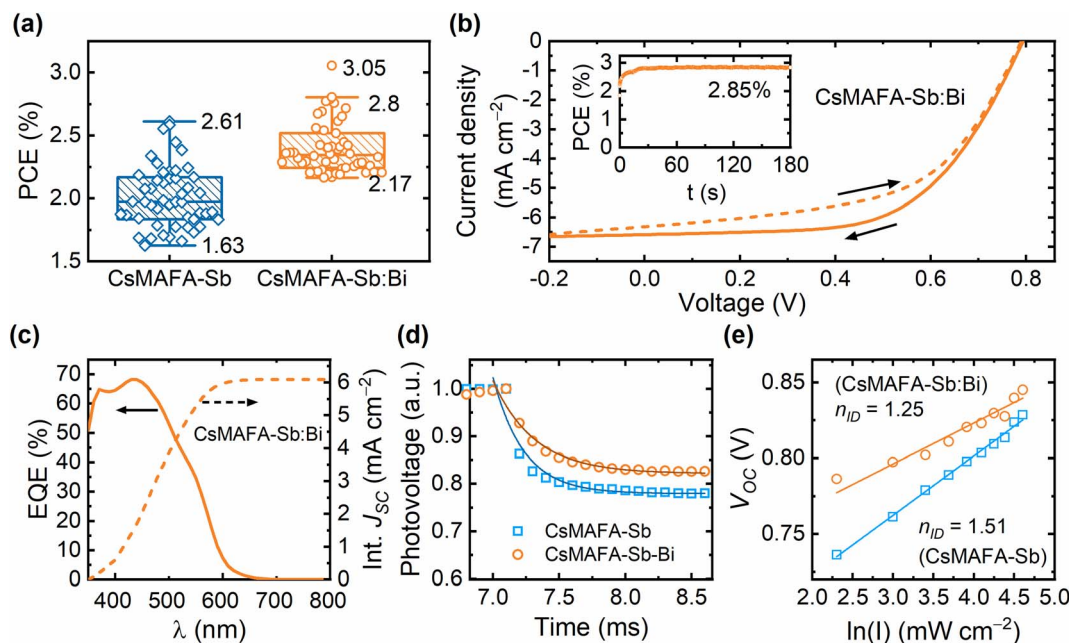 (a)
PCE (%)
3.0
2.5
2.0
1.5
2.61
1.63
3.05
2.8
2.17
CsMAFA-Sb
CsMAFA-Sb:Bi
(b)
Current density
(mA cm⁻²)
0
-1
-2
-3
-4
-5
-6
-7
PCE (%)
3
2
1
0
2.85%
0 60 120 180
t (s)
CsMAFA-Sb:Bi
-0.2 0.0 0.2 0.4 0.6 0.8
Voltage (V)
(c)
EQE (%)
70
60
50
40
30
20
10
0
CsMAFA-Sb:Bi
6
5
4
3
2
1
0
Int. JSC (mA cm⁻²)
400 500 600 700 800
λ (nm)
(d)
Photovoltage (a.u.)
1.0
0.9
0.8
0.7
0.6
CsMAFA-Sb
CsMAFA-Sb-Bi
7.0 7.5 8.0 8.5
Time (ms)
(e)
VOC (V)
0.85
0.80
0.75
(CsMAFA-Sb:Bi)
nID = 1.25
nID = 1.51
(CsMAFA-Sb)
2.0 2.5 3.0 3.5 4.0 4.5 5.0
ln(I) (mW cm⁻²)